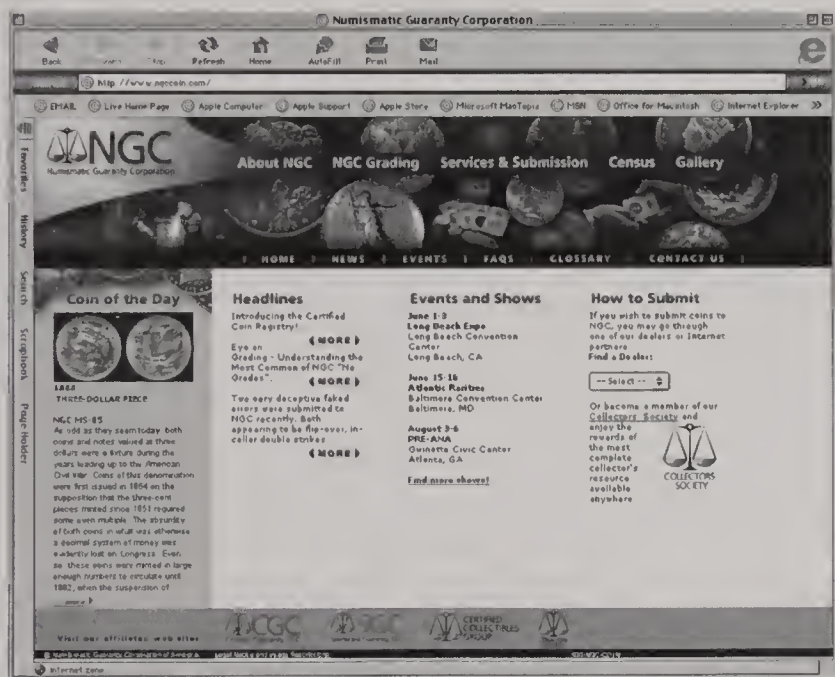 Numismatic Guaranty Corporation
Back Stop Refresh Home AutoFill Print Mail
http://www.ngccoin.com/
EMAIL Live Home Page Apple Computer Apple Support Apple Store Microsoft MacTopia MSN Office for Macintosh Internet Explorer
Favorites
History
Search
Scrapbook
Page Holder
NGC
Numismatic Guaranty Corporation
About NGC NGC Grading Services & Submission Census Gallery
HOME NEWS EVENTS FAQS GLOSSARY CONTACT US
Coin of the Day
THREE-DOLLAR PIECE
NGC MS-65
As odd as they seem today, both
coins and notes valued at three
dollars were a fixture during the
years leading up to the American
Civil War. Coins of this denomination
were first issued in 1854 on the
supposition that the three-cent
pieces minted since 1851 required
some even multiple. The absurdity
of both coins in what was otherwise
a decimal system of money was
evidently lost on Congress. Even
so, these coins were minted in large
enough numbers to circulate until
1862, when the suspension of
more
Headlines
Introducing the Certified
Coin Registry!
(MORE)
Eye on
Grading - Understanding the
Most Common of NGC "No
Grades".
(MORE)
Two very deceptive faked
errors were submitted to
NGC recently. Both
appearing to be flip-over, in-
collar double strikes
(MORE)
Events and Shows
June 1-3
Long Beach Expo
Long Beach Convention
Center
Long Beach, CA
June 15-16
Atlantic Rarities
Baltimore Convention Center
Baltimore, MD
August 3-6
PRE-ANA
Gwinette Civic Center
Atlanta, GA
Find more shows!
How to Submit
If you wish to submit coins to
NGC, you may go through
one of our dealers or Internet
partners
Find a Dealer:
-- Select --
Or become a member of our
Collectors Society and
enjoy the
rewards of
the most
complete
collector's
resource
available
anywhere
COLLECTORS
SOCIETY
Visit our affiliates web sites
CGC
CERTIFIED
COLLECTIBLES
GROUP
Internet zone